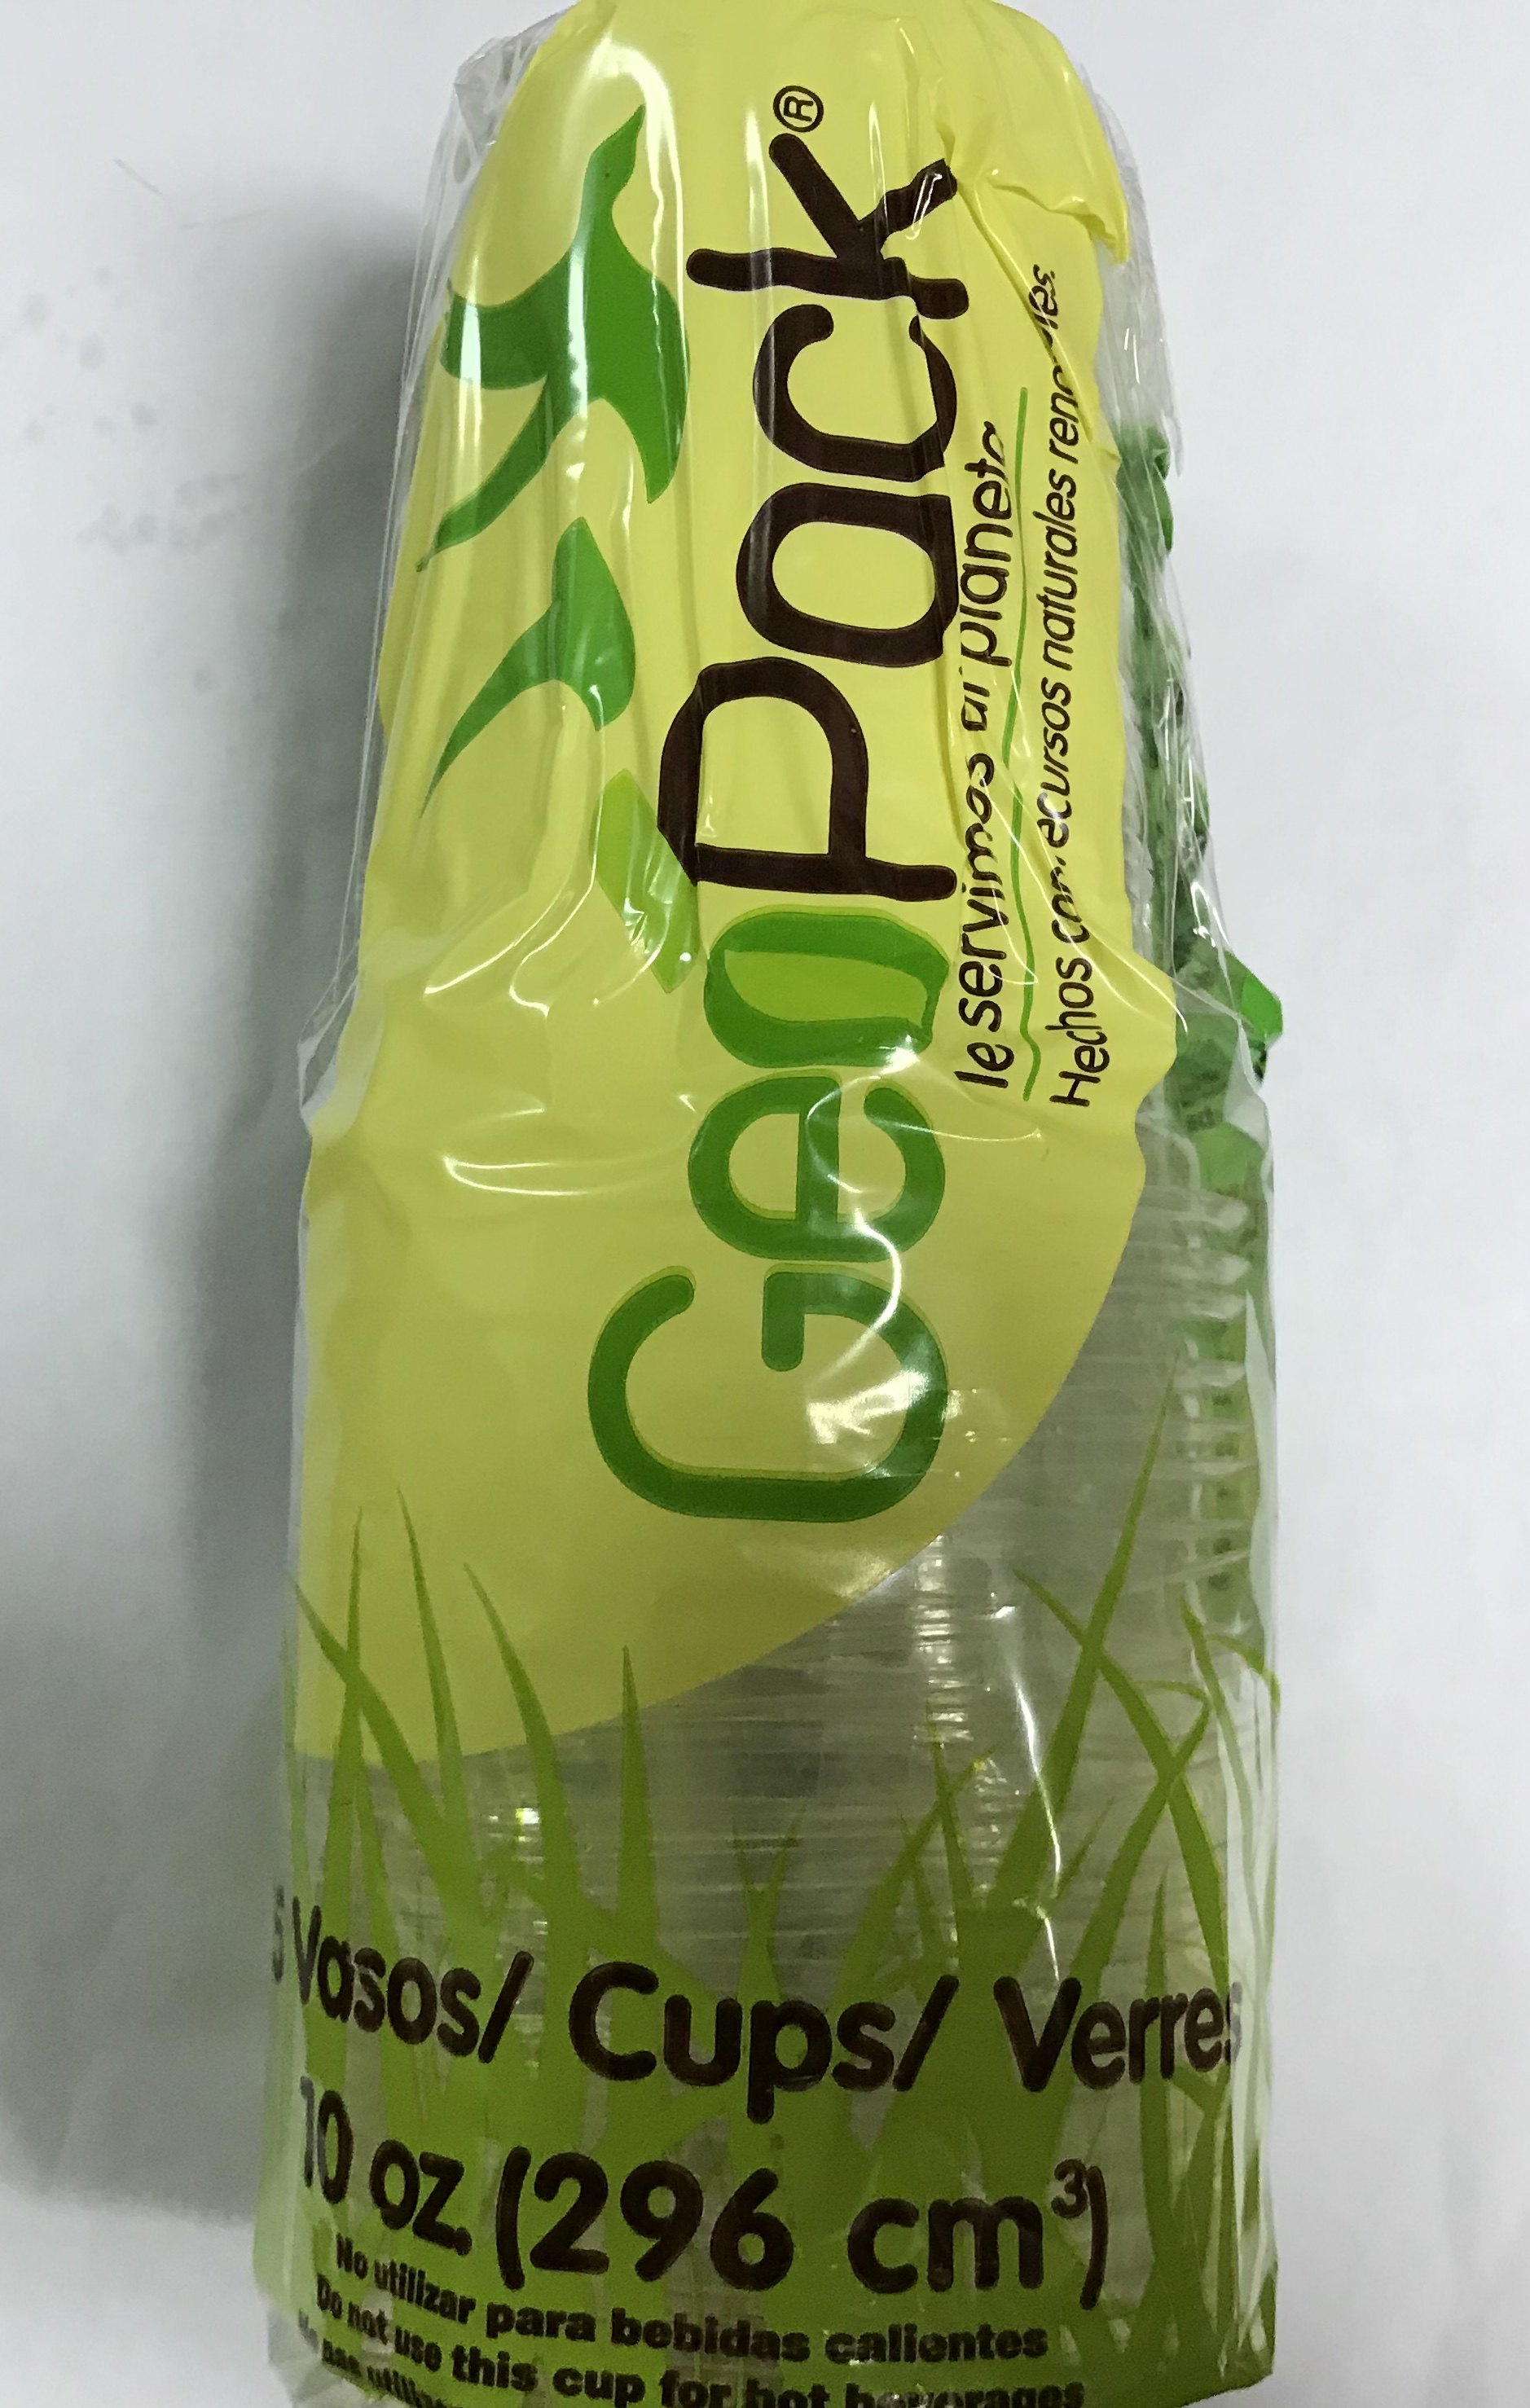 GeoPack®
le servimos al planeta
Hechos con recursos naturales renovables.
5 Vasos/ Cups/ Verres
10 oz. (296 cm³)
No utilizar para bebidas calientes
Do not use this cup for hot beverages